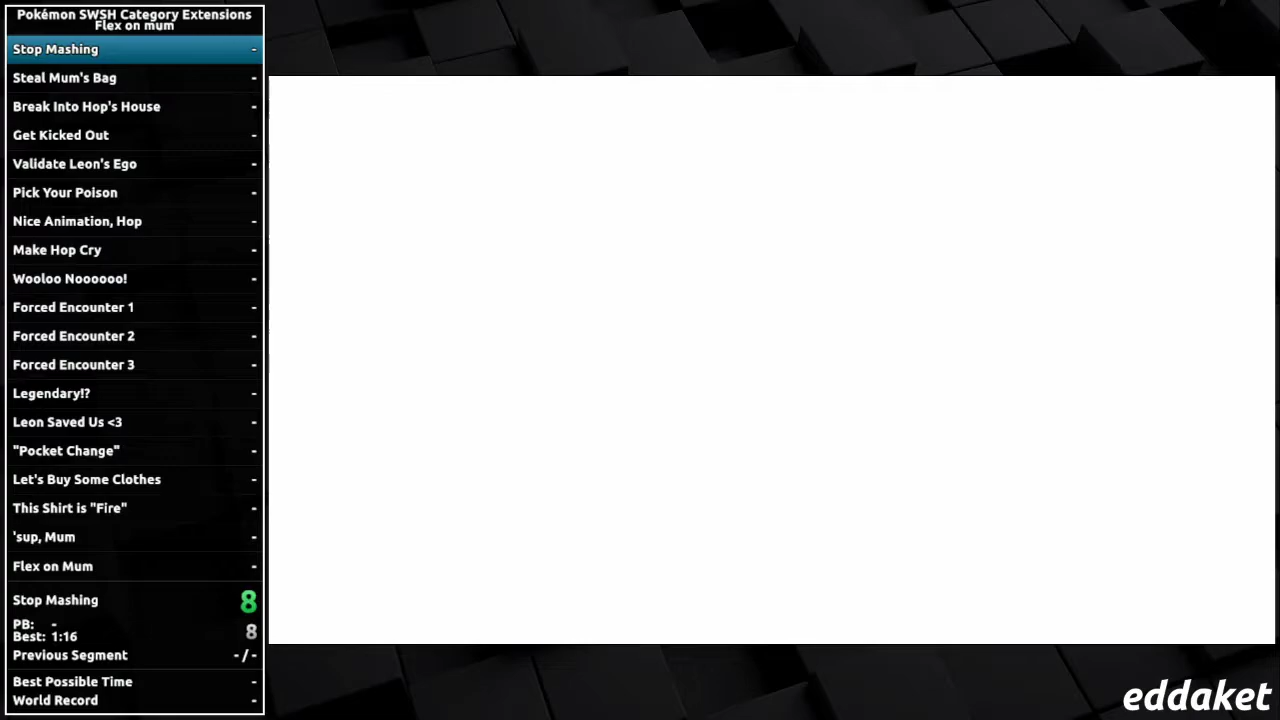 Pokémon SWSH Category Extensions
Flex on mum
Stop Mashing -
Steal Mum's Bag -
Break Into Hop's House -
Get Kicked Out -
Validate Leon's Ego -
Pick Your Poison -
Nice Animation, Hop -
Make Hop Cry -
Wooloo Noooooo! -
Forced Encounter 1 -
Forced Encounter 2 -
Forced Encounter 3 -
Legendary!? -
Leon Saved Us <3 -
"Pocket Change" -
Let's Buy Some Clothes -
This Shirt is "Fire" -
'sup, Mum -
Flex on Mum -
Stop Mashing 8
PB: -
Best: 1:16 8
Previous Segment - / -
Best Possible Time -
World Record -
eddaket